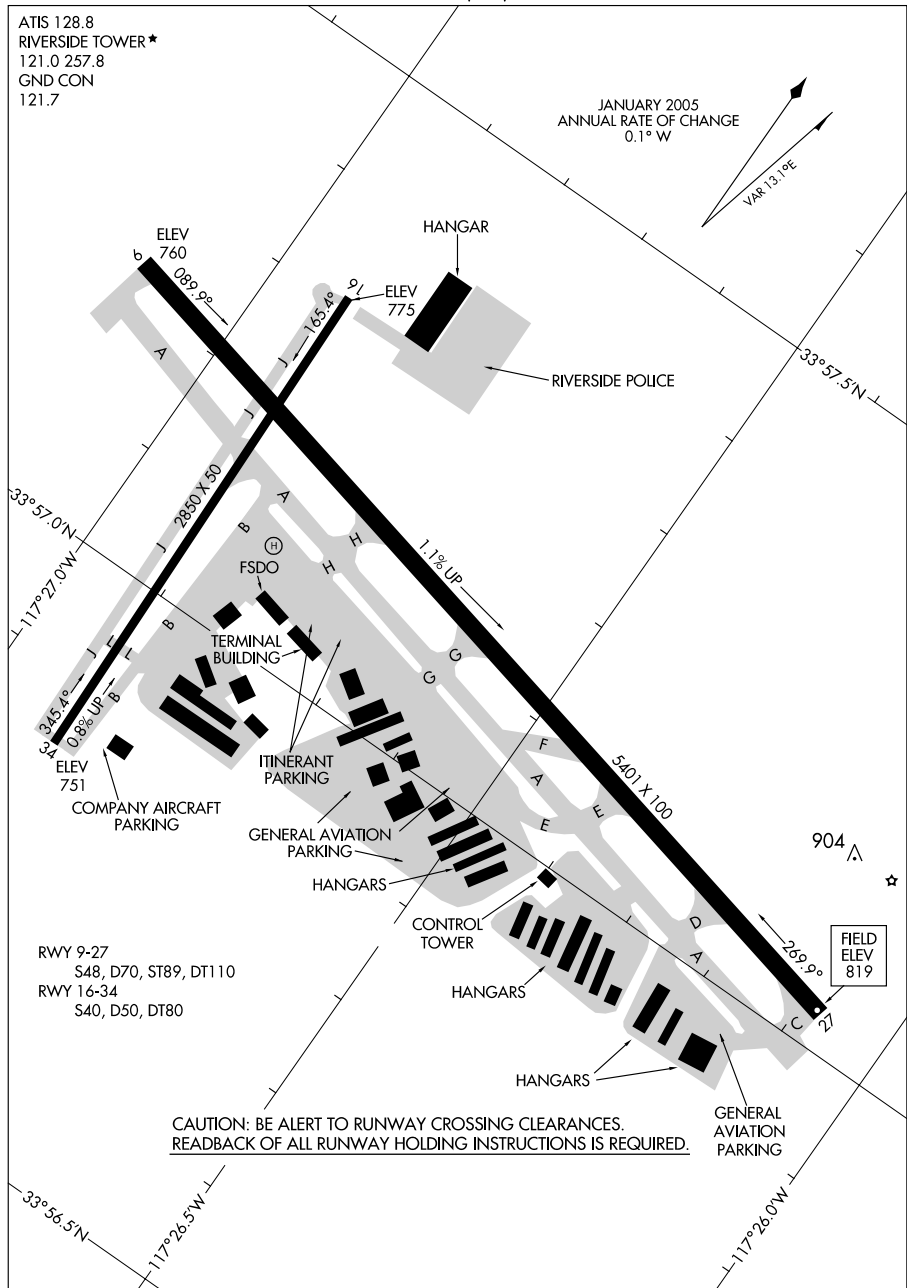 ATIS 128.8
RIVERSIDE TOWER★
121.0 257.8
GND CON
121.7
JANUARY 2005
ANNUAL RATE OF CHANGE
0.1° W
VAR 13.1°E
HANGAR
ELEV
760
9
089.9°
16
ELEV
775
165.4°
J
A
RIVERSIDE POLICE
33°57.5'N
J
2850 X 50
33°57.0'N
A
B
H
H
1.1% UP
H
FSDO
J
117°27.0'W
B
TERMINAL
BUILDING
G
G
J
L
L
B
345.4°
0.8% UP
34
ELEV
751
ITINERANT
PARKING
F
A
E
E
5401 X 100
COMPANY AIRCRAFT
PARKING
GENERAL AVIATION
PARKING
HANGARS
904
CONTROL
TOWER
D
A
269.9°
FIELD
ELEV
819
RWY 9-27
S48, D70, ST89, DT110
RWY 16-34
S40, D50, DT80
HANGARS
C
27
HANGARS
GENERAL
AVIATION
PARKING
CAUTION: BE ALERT TO RUNWAY CROSSING CLEARANCES.
READBACK OF ALL RUNWAY HOLDING INSTRUCTIONS IS REQUIRED.
33°56.5'N
117°26.5'W
117°26.0'W